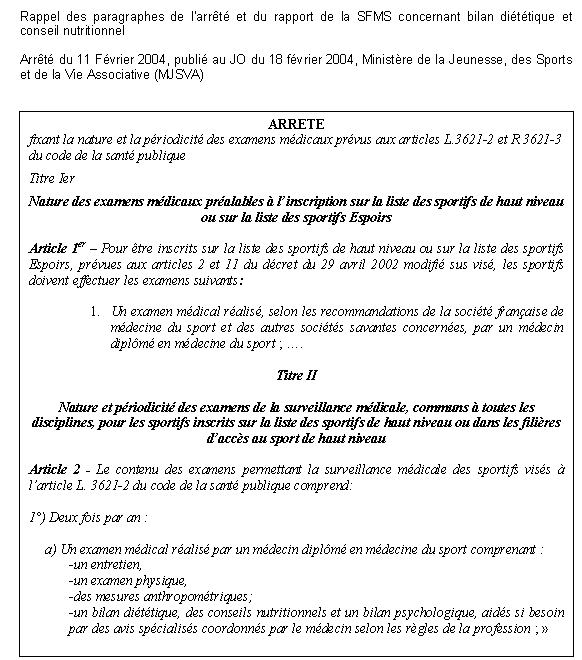 Rappel des paragraphes de l'arrêté et du rapport de la SFMS concernant bilan diététique et
conseil nutritionnel
Arrêté du 11 Février 2004, publié au JO du 18 février 2004, Ministère de la Jeunesse, des Sports
et de la Vie Associative (MJSVA)
ARRETE
fixant la nature et la périodicité des examens médicaux prévus aux articles L.3621-2 et R 3621-3
du code de la santé publique
Titre Ier
Nature des examens médicaux préalables à l'inscription sur la liste des sportifs de haut niveau
ou sur la liste des sportifs Espoirs
Article 1er – Pour être inscrits sur la liste des sportifs de haut niveau ou sur la liste des sportifs
Espoirs, prévues aux articles 2 et 11 du décret du 29 avril 2002 modifié sus visé, les sportifs
doivent effectuer les examens suivants:
1. Un examen médical réalisé, selon les recommandations de la société française de
médecine du sport et des autres sociétés savantes concernées, par un médecin
diplômé en médecine du sport ; ….
Titre II
Nature et périodicité des examens de la surveillance médicale, communs à toutes les
disciplines, pour les sportifs inscrits sur la liste des sportifs de haut niveau ou dans les filières
d'accès au sport de haut niveau
Article 2 - Le contenu des examens permettant la surveillance médicale des sportifs visés à
l'article L. 3621-2 du code de la santé publique comprend:
1°) Deux fois par an :
a) Un examen médical réalisé par un médecin diplômé en médecine du sport comprenant :
-un entretien,
-un examen physique,
-des mesures anthropométriques;
-un bilan diététique, des conseils nutritionnels et un bilan psychologique, aidés si besoin
par des avis spécialisés coordonnés par le médecin selon les règles de la profession ; »